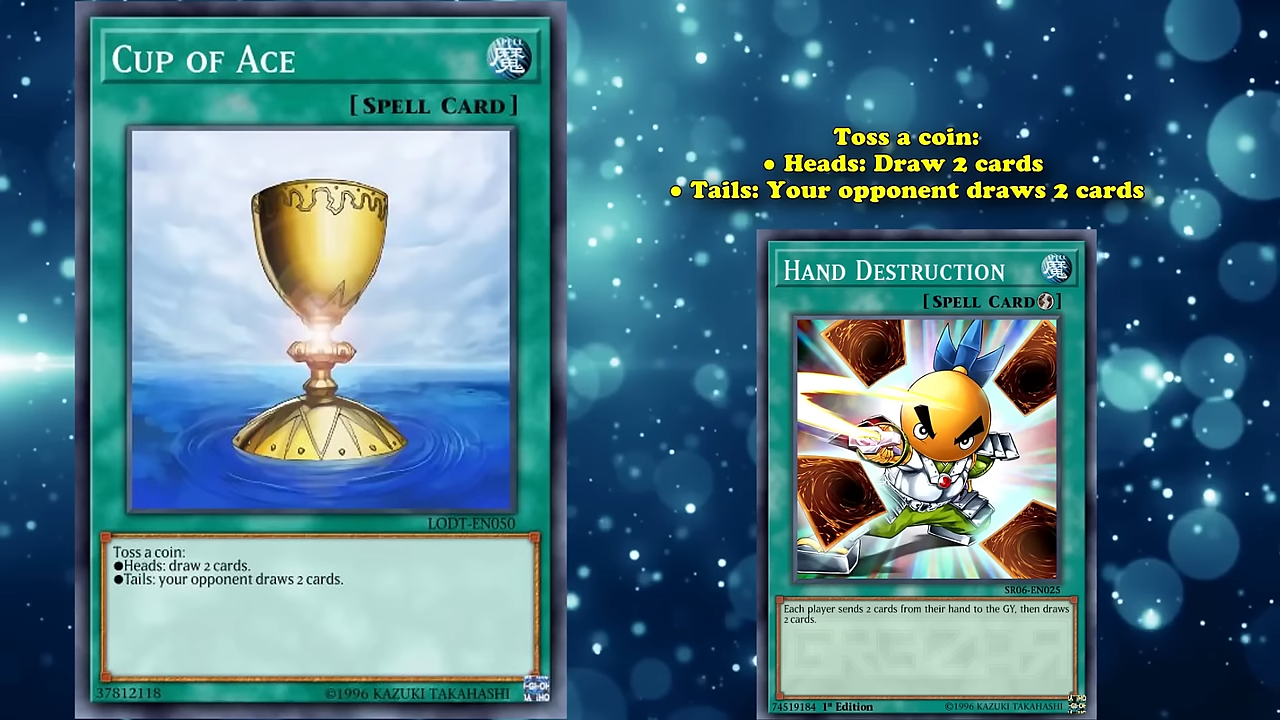 CUP OF ACE
SPELL
魔
[SPELL CARD]
LODT-EN050
Toss a coin:
●Heads: draw 2 cards.
●Tails: your opponent draws 2 cards.
37812118
©1996 KAZUKI TAKAHASHI
Toss a coin:
• Heads: Draw 2 cards
• Tails: Your opponent draws 2 cards
HAND DESTRUCTION
SPELL
魔
[SPELL CARD]
SR06-EN025
Each player sends 2 cards from their hand to the GY, then draws
2 cards.
74519184
1st Edition
©1996 KAZUKI TAKAHASHI